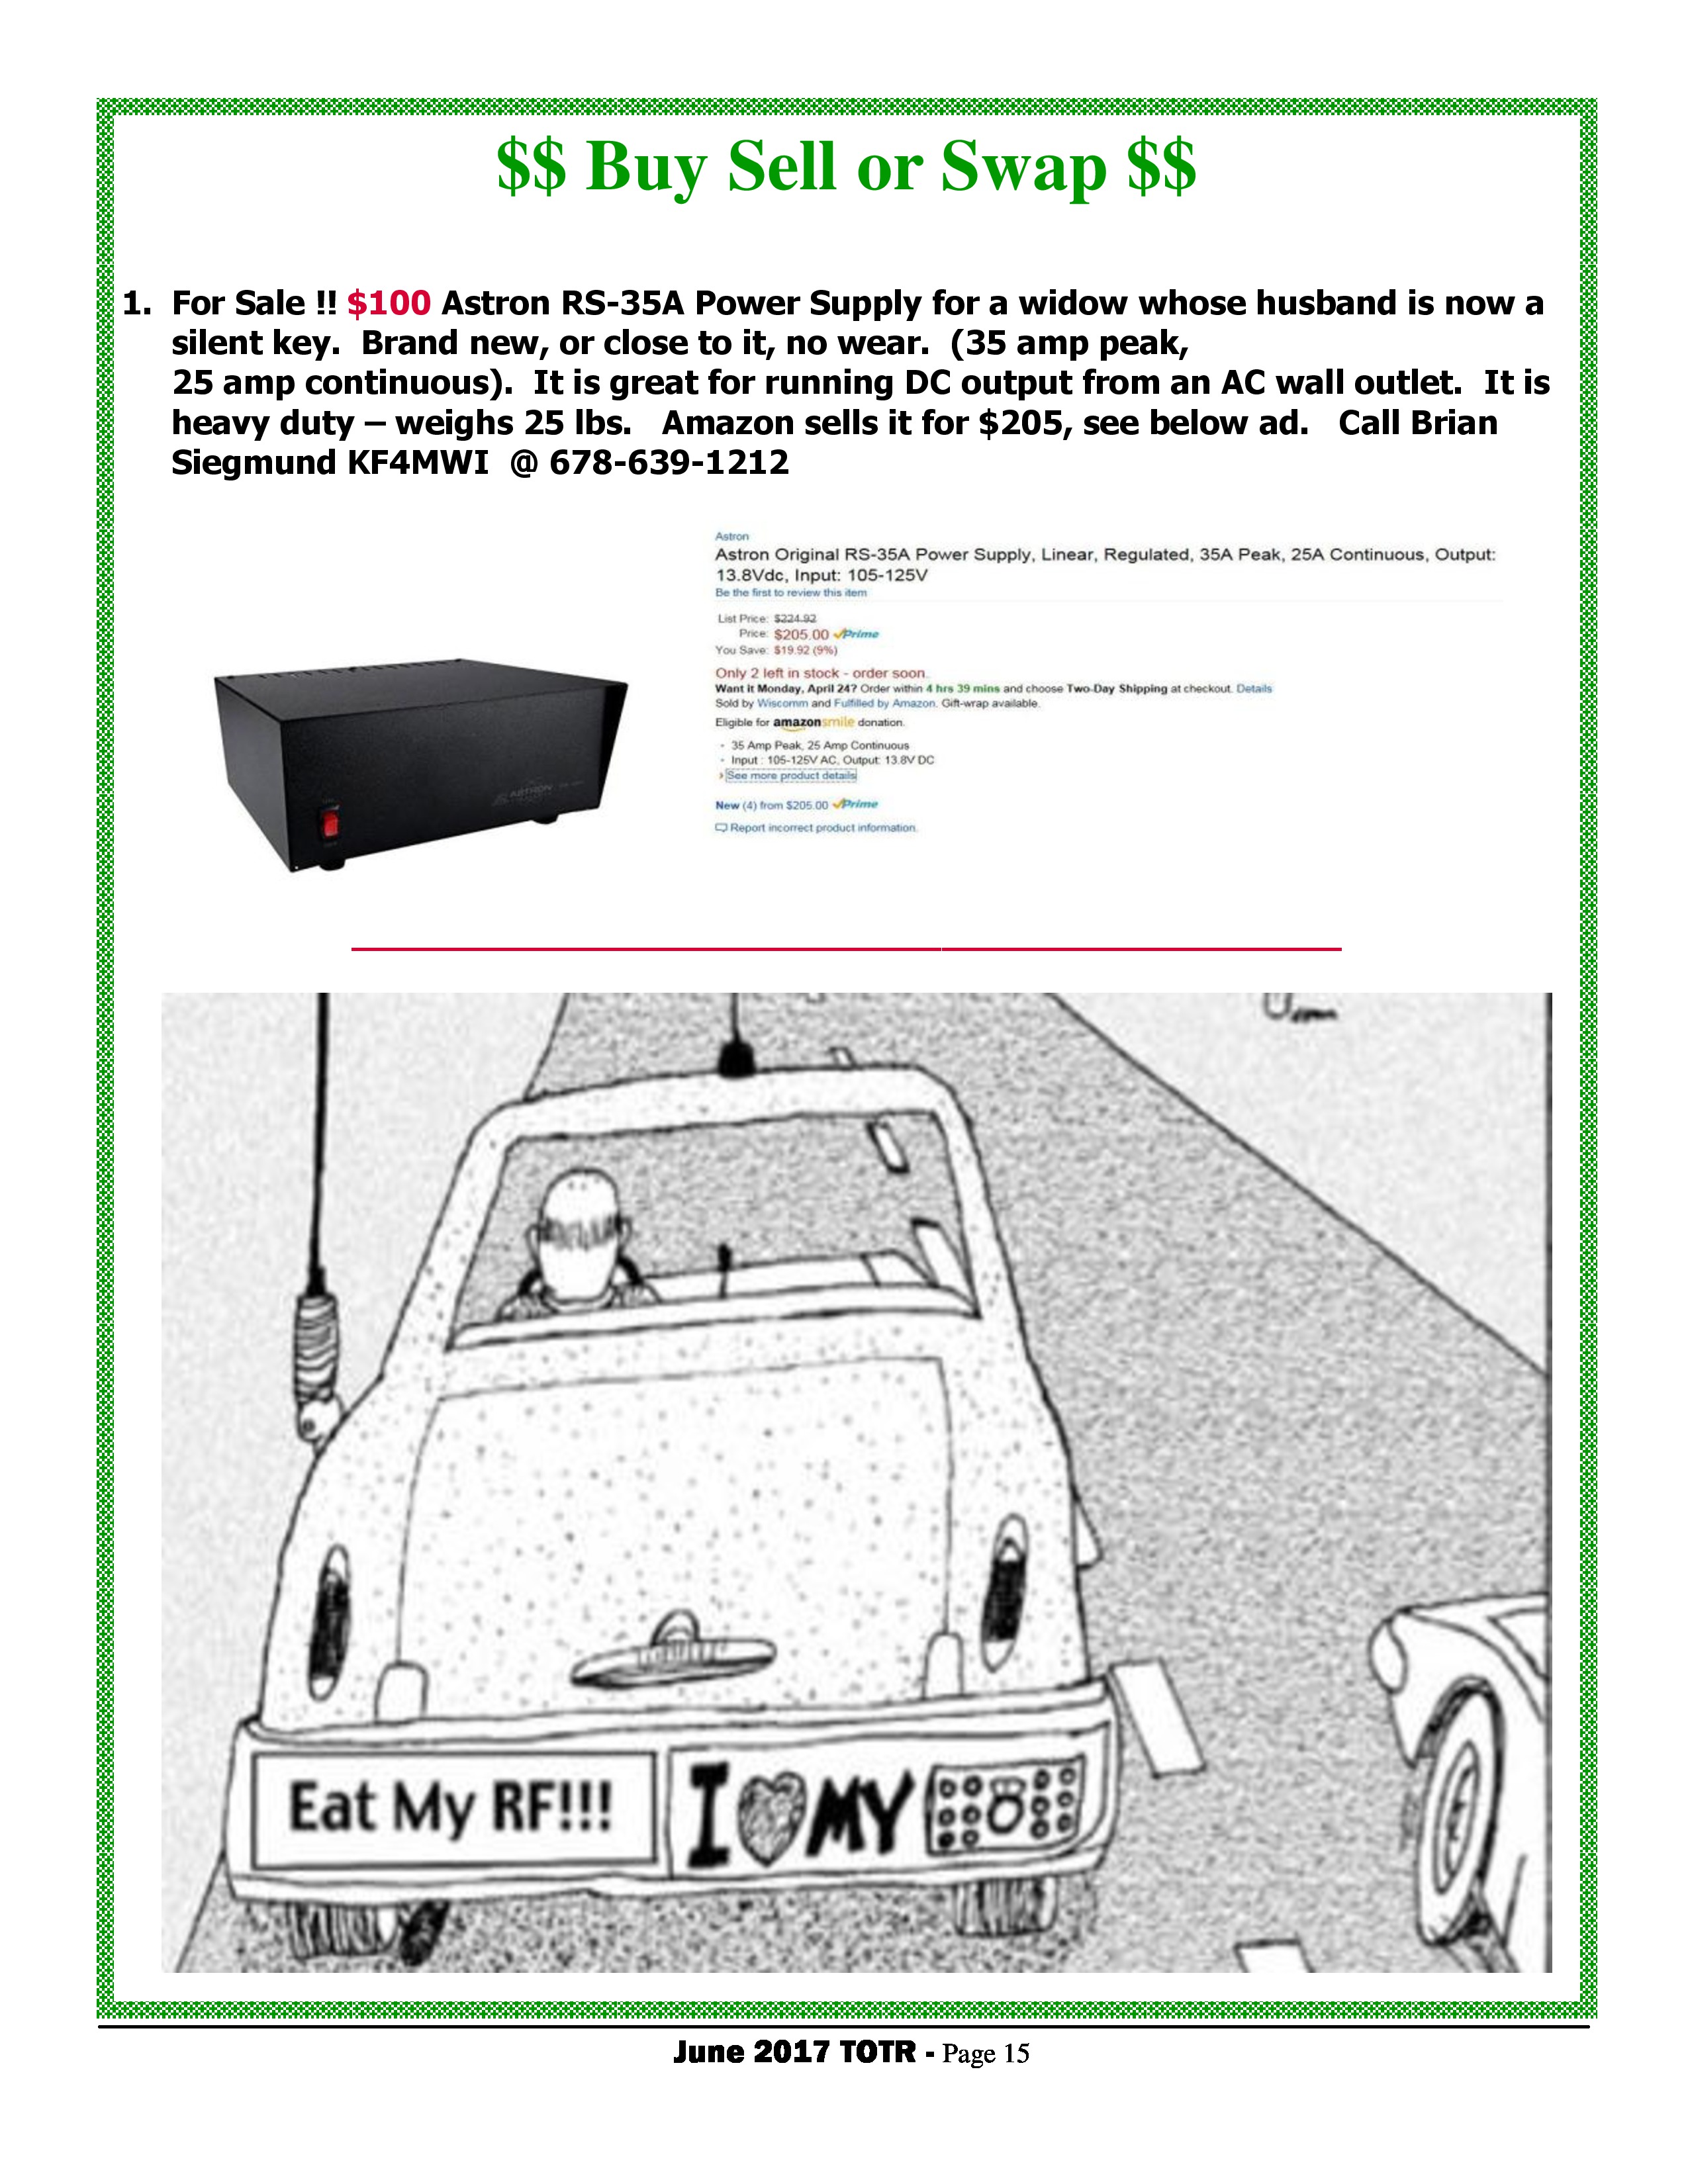 $$ Buy Sell or Swap $$
1. For Sale !! $100 Astron RS-35A Power Supply for a widow whose husband is now a
silent key. Brand new, or close to it, no wear. (35 amp peak,
25 amp continuous). It is great for running DC output from an AC wall outlet. It is
heavy duty – weighs 25 lbs. Amazon sells it for $205, see below ad. Call Brian
Siegmund KF4MWI @ 678-639-1212
Astron
Astron Original RS-35A Power Supply, Linear, Regulated, 35A Peak, 25A Continuous, Output:
13.8Vdc, Input: 105-125V
Be the first to review this item
List Price: $224.92
Price: $205.00 Prime
You Save: $19.92 (9%)
Only 2 left in stock - order soon.
Want it Monday, April 24? Order within 4 hrs 39 mins and choose Two-Day Shipping at checkout. Details
Sold by Wiscomm and Fulfilled by Amazon. Gift-wrap available.
Eligible for amazonsmile donation.
- 35 Amp Peak, 25 Amp Continuous
- Input : 105-125V AC, Output: 13.8V DC
› See more product details
New (4) from $205.00 Prime
Report incorrect product information.
ASTRON
Eat My RF!!!
I MY
June 2017 TOTR - Page 15